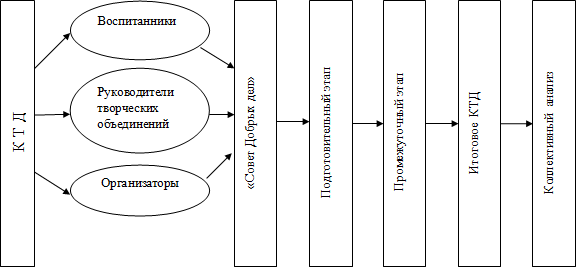 К Т Д
Воспитанники
Руководители
творческих
объединений
Организаторы
«Совет Добрых дел»
Подготовительный этап
Промежуточный этап
Итоговое КТД
Коллективный анализ